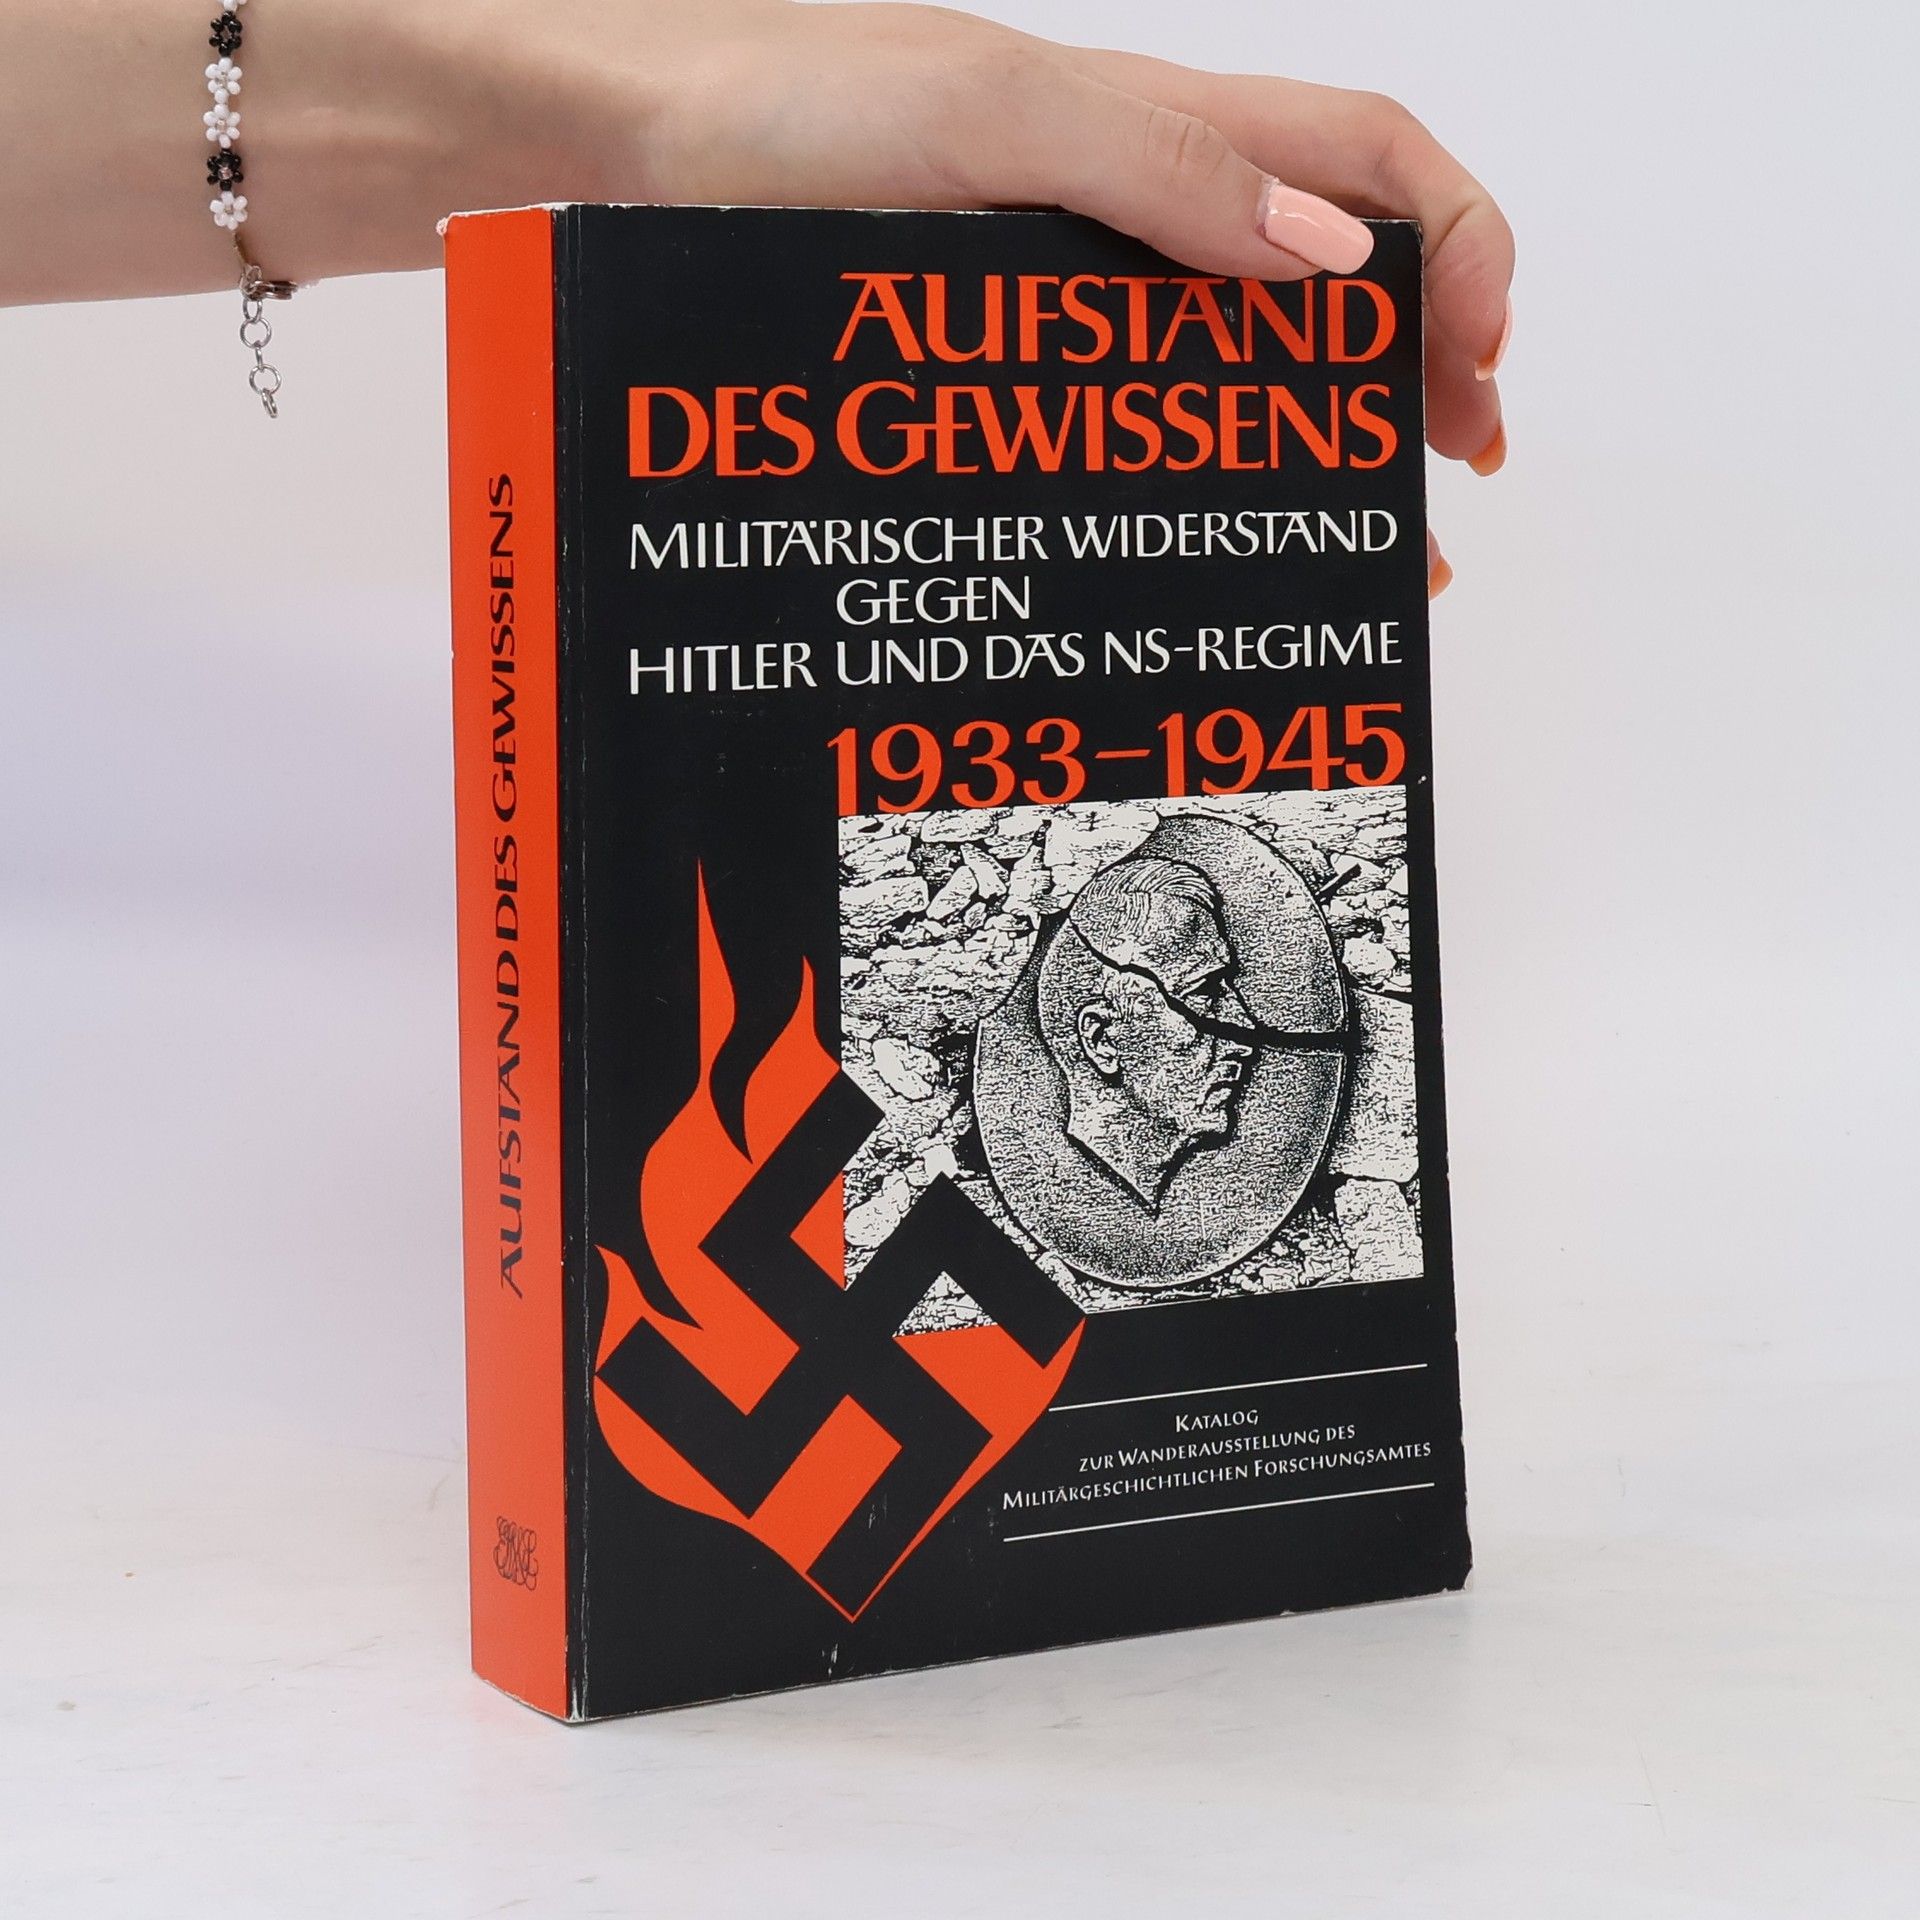 AUFSTAND
DES GEWISSENS
MILITÄRISCHER WIDERSTAND
GEGEN
HITLER UND DAS NS-REGIME
1933–1945
KATALOG
ZUR WANDERAUSSTELLUNG DES
MILITÄRGESCHICHTLICHEN FORSCHUNGSAMTES
AUFSTAND DES GEWISSENS